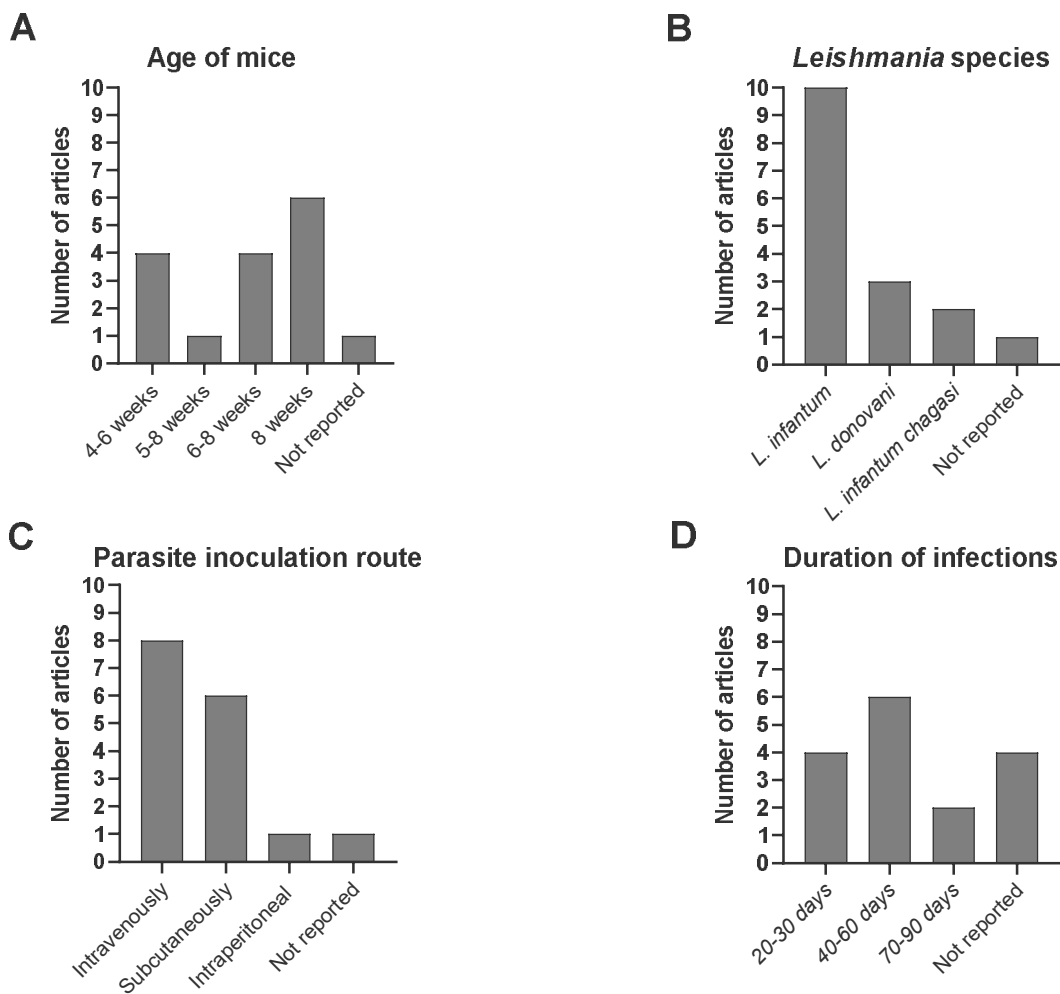 A
Age of mice
Number of articles
10
9
8
7
6
5
4
3
2
1
0
4-6 weeks
5-8 weeks
6-8 weeks
8 weeks
Not reported
B
Leishmania species
Number of articles
10
9
8
7
6
5
4
3
2
1
0
L. infantum
L. donovani
L. infantum chagasi
Not reported
C
Parasite inoculation route
Number of articles
10
9
8
7
6
5
4
3
2
1
0
Intravenously
Subcutaneously
Intraperitoneal
Not reported
D
Duration of infections
Number of articles
10
9
8
7
6
5
4
3
2
1
0
20-30 days
40-60 days
70-90 days
Not reported